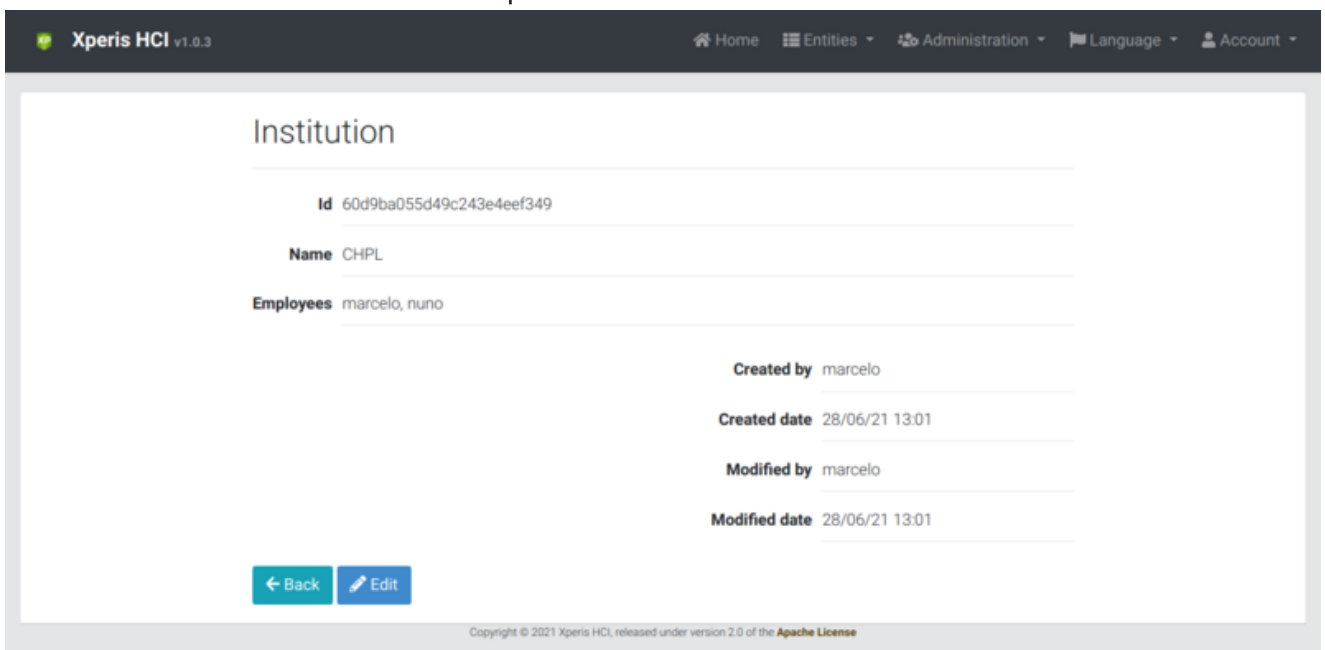 Xperis HCI v1.0.3 Home Entities Administration Language Account
Institution
Id 60d9ba055d49c243e4eef349
Name CHPL
Employees marcelo, nuno
Created by marcelo
Created date 28/06/21 13:01
Modified by marcelo
Modified date 28/06/21 13:01
Back Edit
Copyright © 2021 Xperis HCI, released under version 2.0 of the Apache License